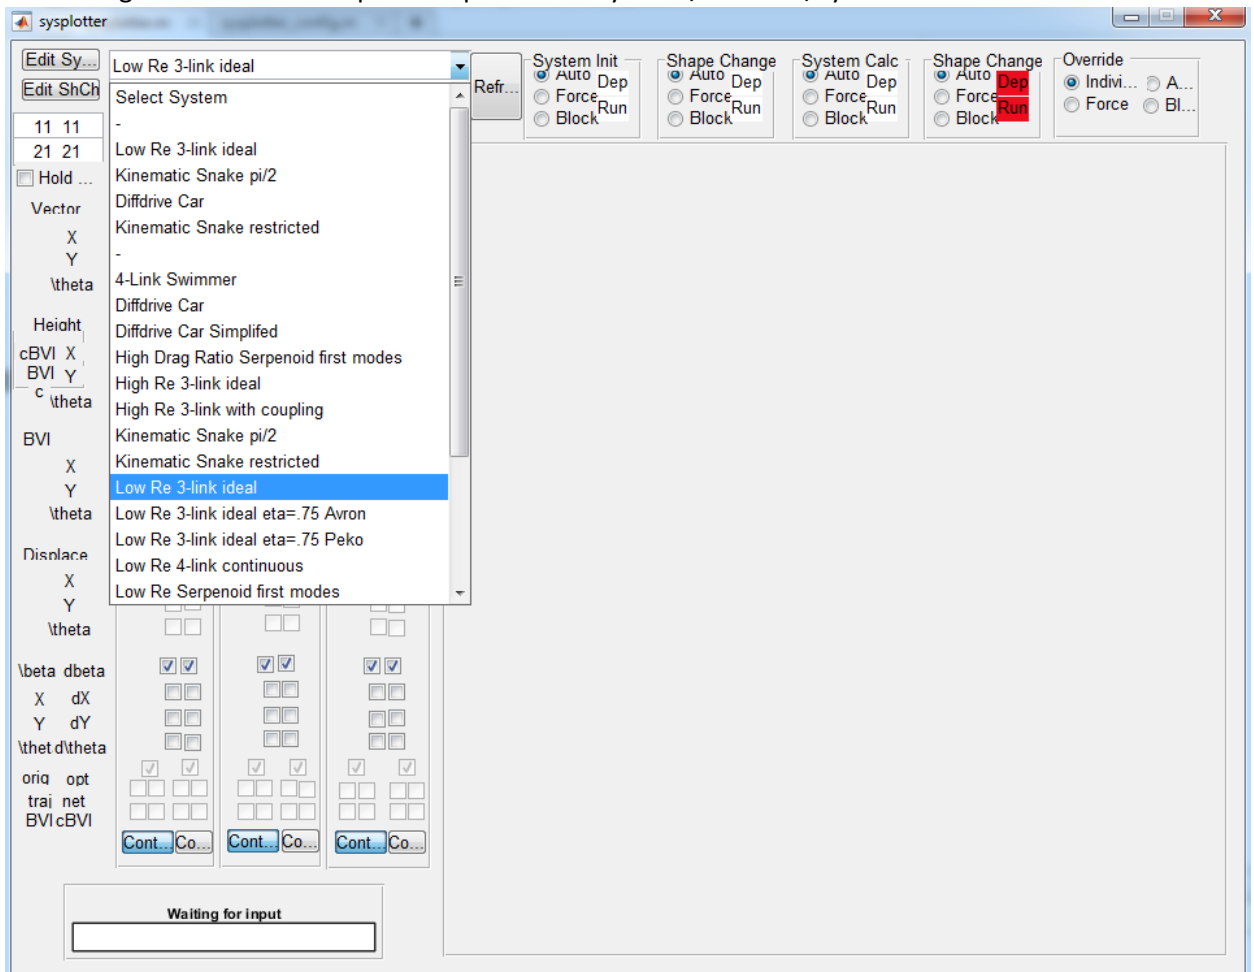 sysplotter
Edit Sy...
Low Re 3-link ideal
Refr...
System Init
Auto
Dep
Force
Run
Block
Shape Change
Auto
Dep
Force
Run
Block
System Calc
Auto
Dep
Force
Run
Block
Shape Change
Auto
Dep
Force
Run
Block
Override
Indivi...
A...
Force
Bl...
Edit ShCh
11 11
21 21
Hold ...
Vector
X
Y
\theta
Height
cBVI X
BVI Y
c \theta
BVI
X
Y
\theta
Displace
X
Y
\theta
\beta dbeta
X dX
Y dY
\thet d\theta
orig opt
traj net
BVI cBVI
Select System
-
Low Re 3-link ideal
Kinematic Snake pi/2
Diffdrive Car
Kinematic Snake restricted
-
4-Link Swimmer
Diffdrive Car
Diffdrive Car Simplifed
High Drag Ratio Serpenoid first modes
High Re 3-link ideal
High Re 3-link with coupling
Kinematic Snake pi/2
Kinematic Snake restricted
Low Re 3-link ideal
Low Re 3-link ideal eta=.75 Avron
Low Re 3-link ideal eta=.75 Peko
Low Re 4-link continuous
Low Re Serpenoid first modes
Cont... Co... Cont... Co... Cont... Co...
Waiting for input